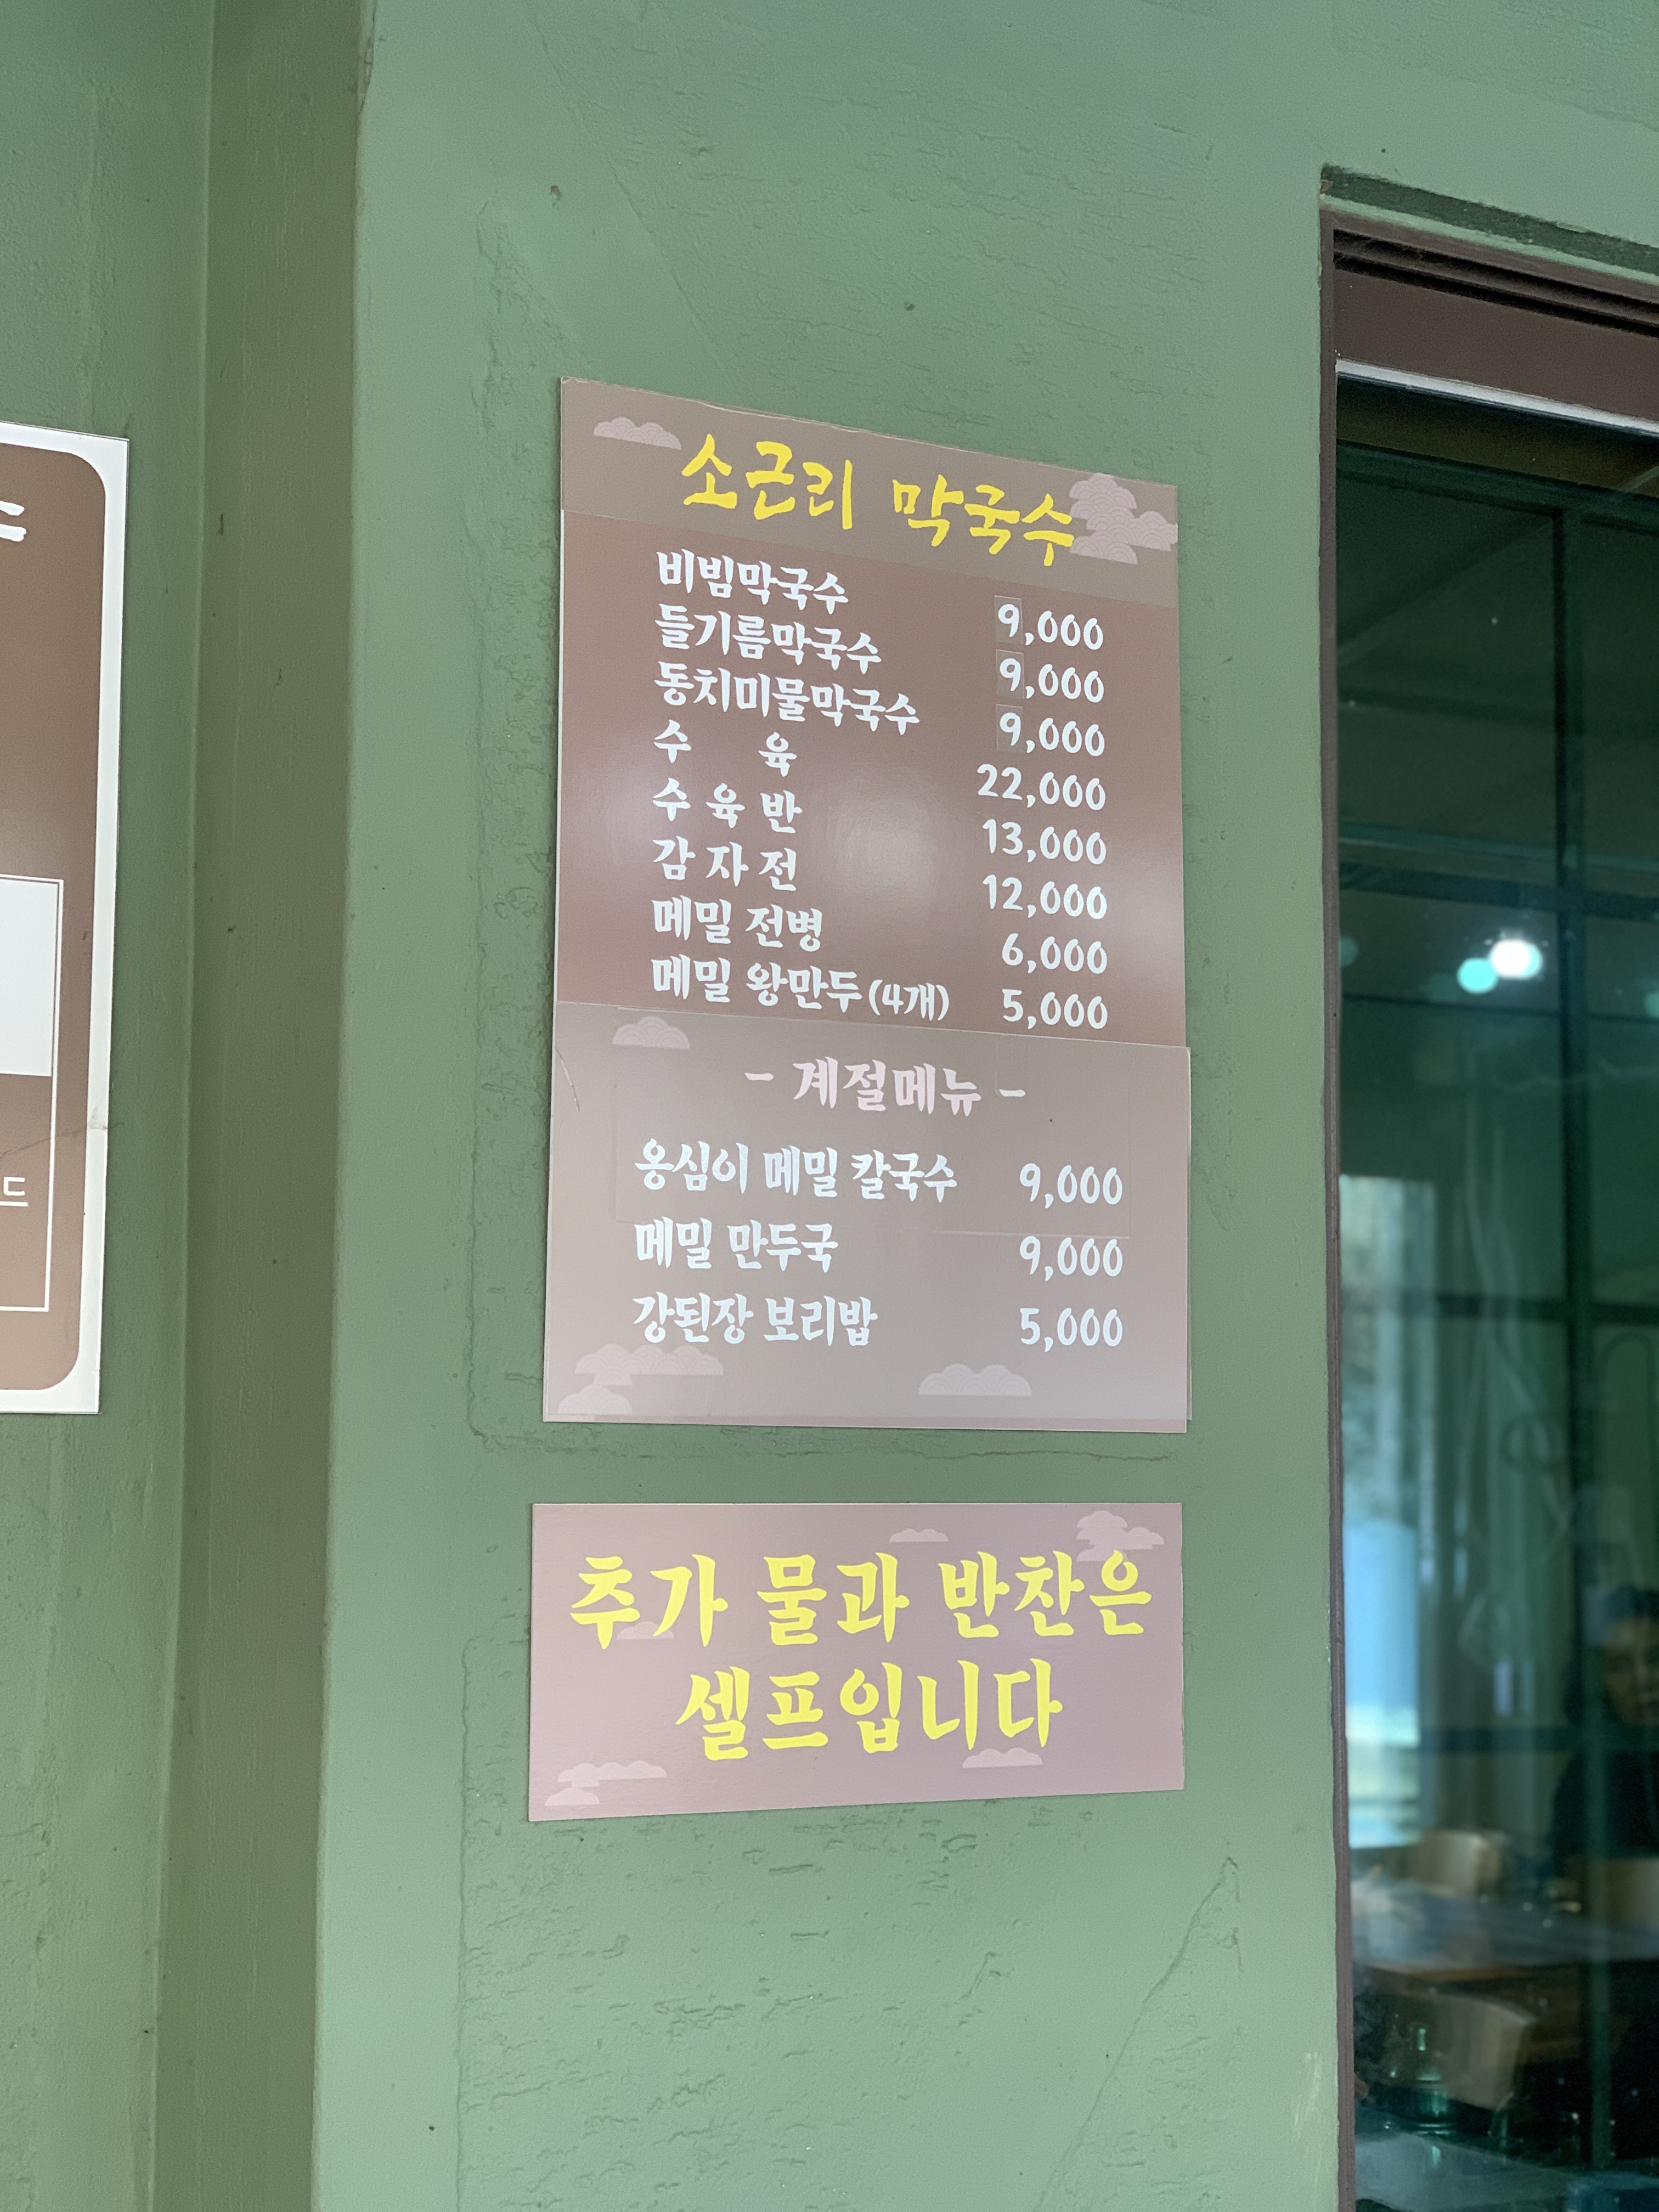 소근리 막국수
비빔막국수 9,000
들기름막국수 9,000
동치미물막국수 9,000
수 육 22,000
수 육 반 13,000
감 자 전 12,000
메밀 전병 6,000
메밀 왕만두(4개) 5,000
- 계절메뉴 -
옹심이 메밀 칼국수 9,000
메밀 만두국 9,000
강된장 보리밥 5,000
추가 물과 반찬은
셀프입니다
드